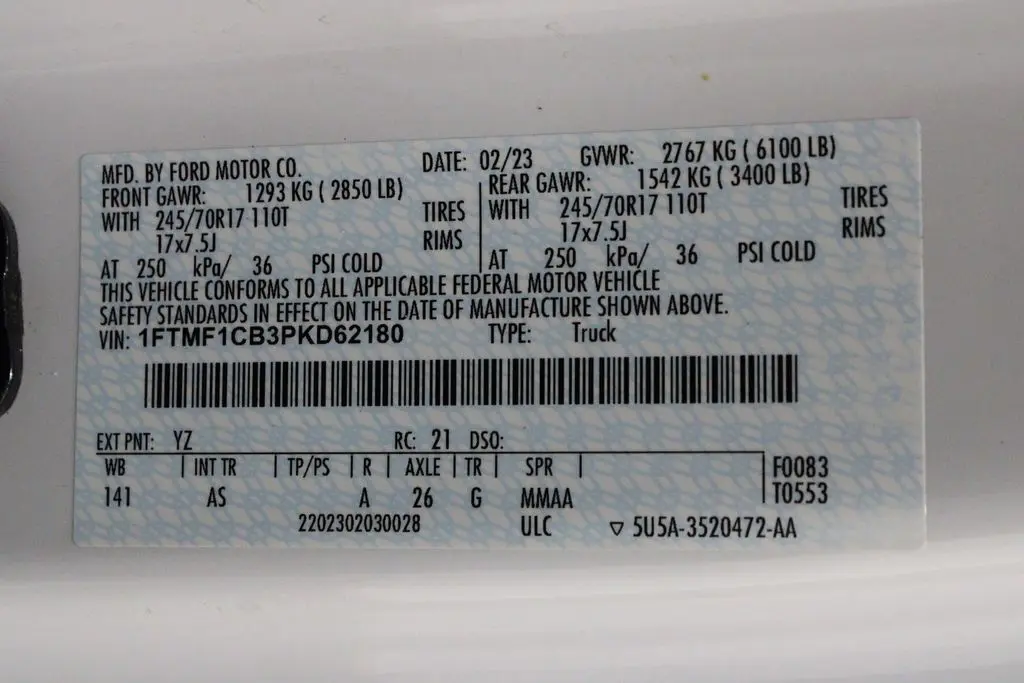 MFD. BY FORD MOTOR CO. DATE: 02/23 GVWR: 2767 KG ( 6100 LB)
FRONT GAWR: 1293 KG ( 2850 LB) REAR GAWR: 1542 KG ( 3400 LB)
WITH 245/70R17 110T TIRES WITH 245/70R17 110T TIRES
17x7.5J RIMS 17x7.5J RIMS
AT 250 kPa/ 36 PSI COLD AT 250 kPa/ 36 PSI COLD
THIS VEHICLE CONFORMS TO ALL APPLICABLE FEDERAL MOTOR VEHICLE
SAFETY STANDARDS IN EFFECT ON THE DATE OF MANUFACTURE SHOWN ABOVE.
VIN: 1FTMF1CB3PKD62180 TYPE: Truck
EXT PNT: YZ RC: 21 DSO:
WB INT TR TP/PS R AXLE TR SPR F0083
141 AS A 26 G MMAA T0553
2202302030028 ULC ▽ 5U5A-3520472-AA